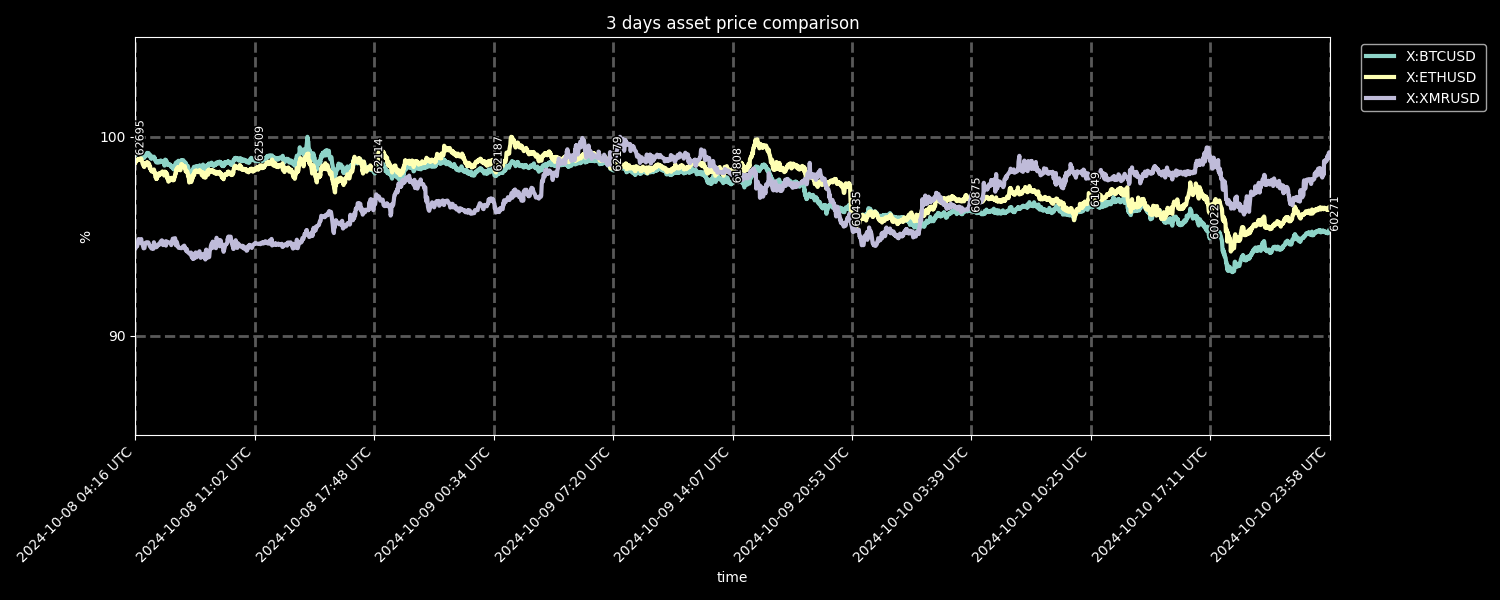 3 days asset price comparison
X:BTCUSD
X:ETHUSD
X:XMRUSD
100
90
%
62695
62509
62114
62187
62179
61808
60435
60875
61049
60022
60271
2024-10-08 04:16 UTC
2024-10-08 11:02 UTC
2024-10-08 17:48 UTC
2024-10-09 00:34 UTC
2024-10-09 07:20 UTC
2024-10-09 14:07 UTC
2024-10-09 20:53 UTC
2024-10-10 03:39 UTC
2024-10-10 10:25 UTC
2024-10-10 17:11 UTC
2024-10-10 23:58 UTC
time